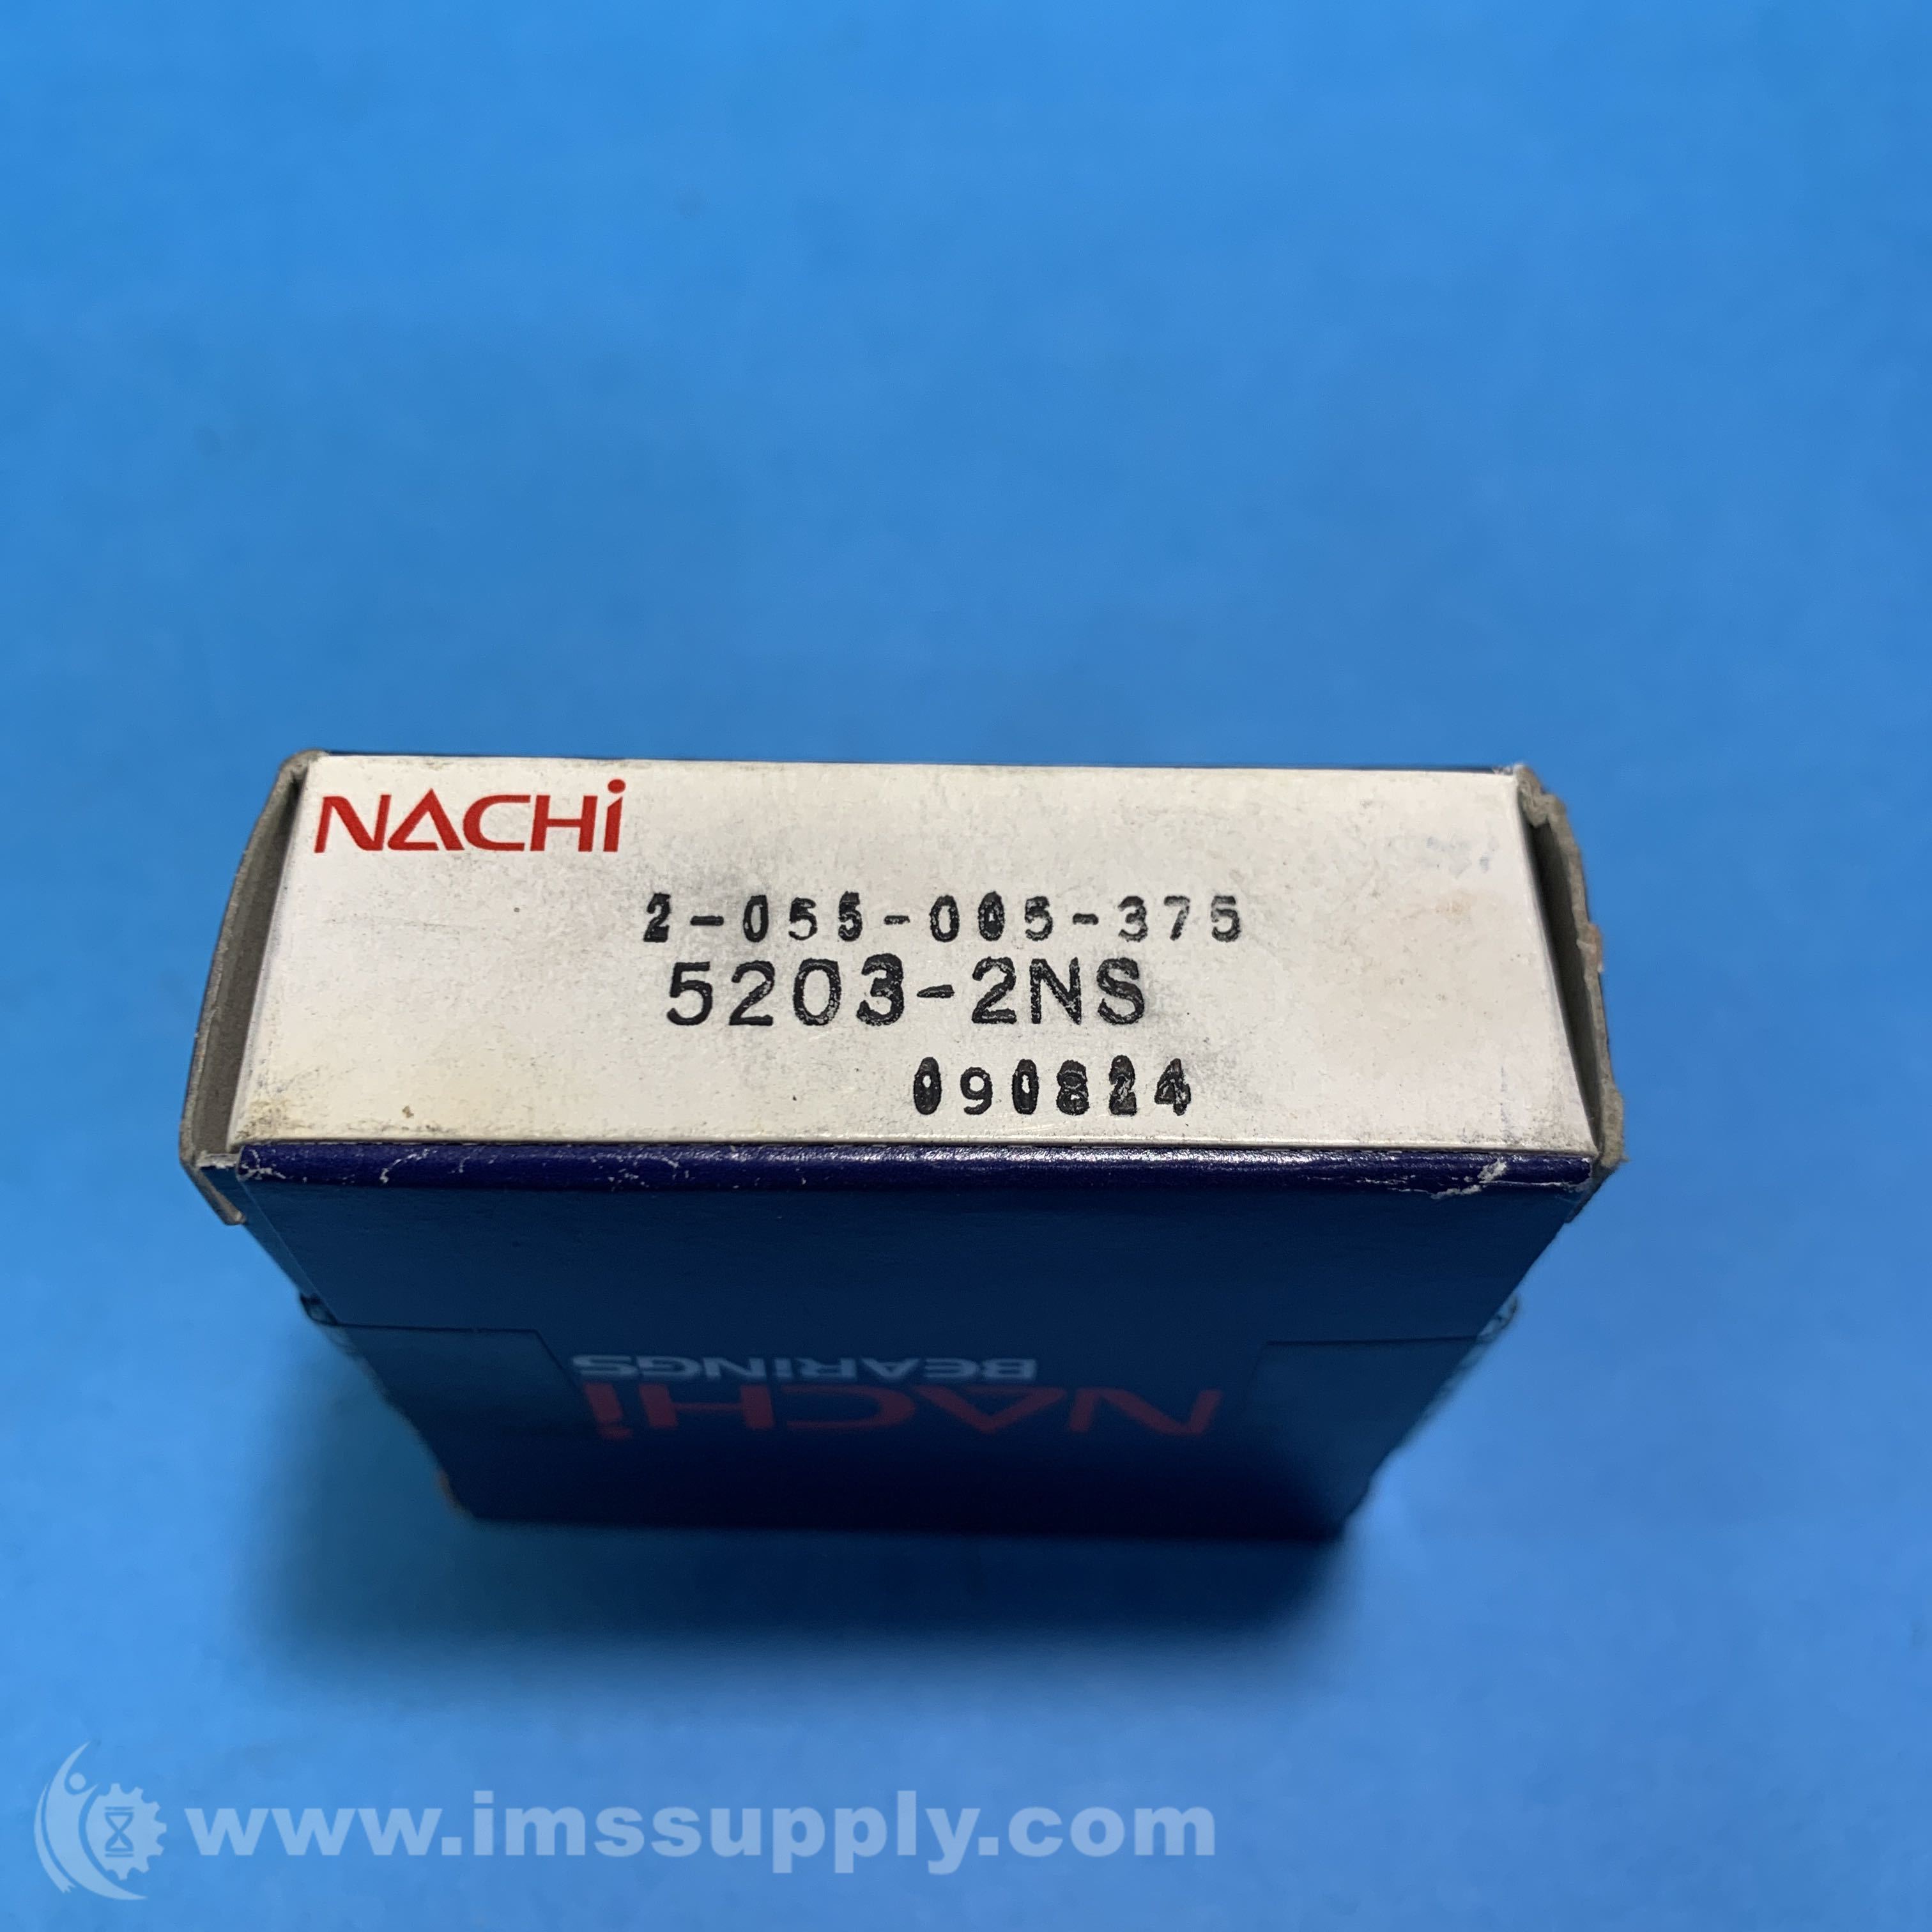 NACHi
2-055-005-375
5203-2NS
090824
BEARiNGS
NACHi
www.imssupply.com